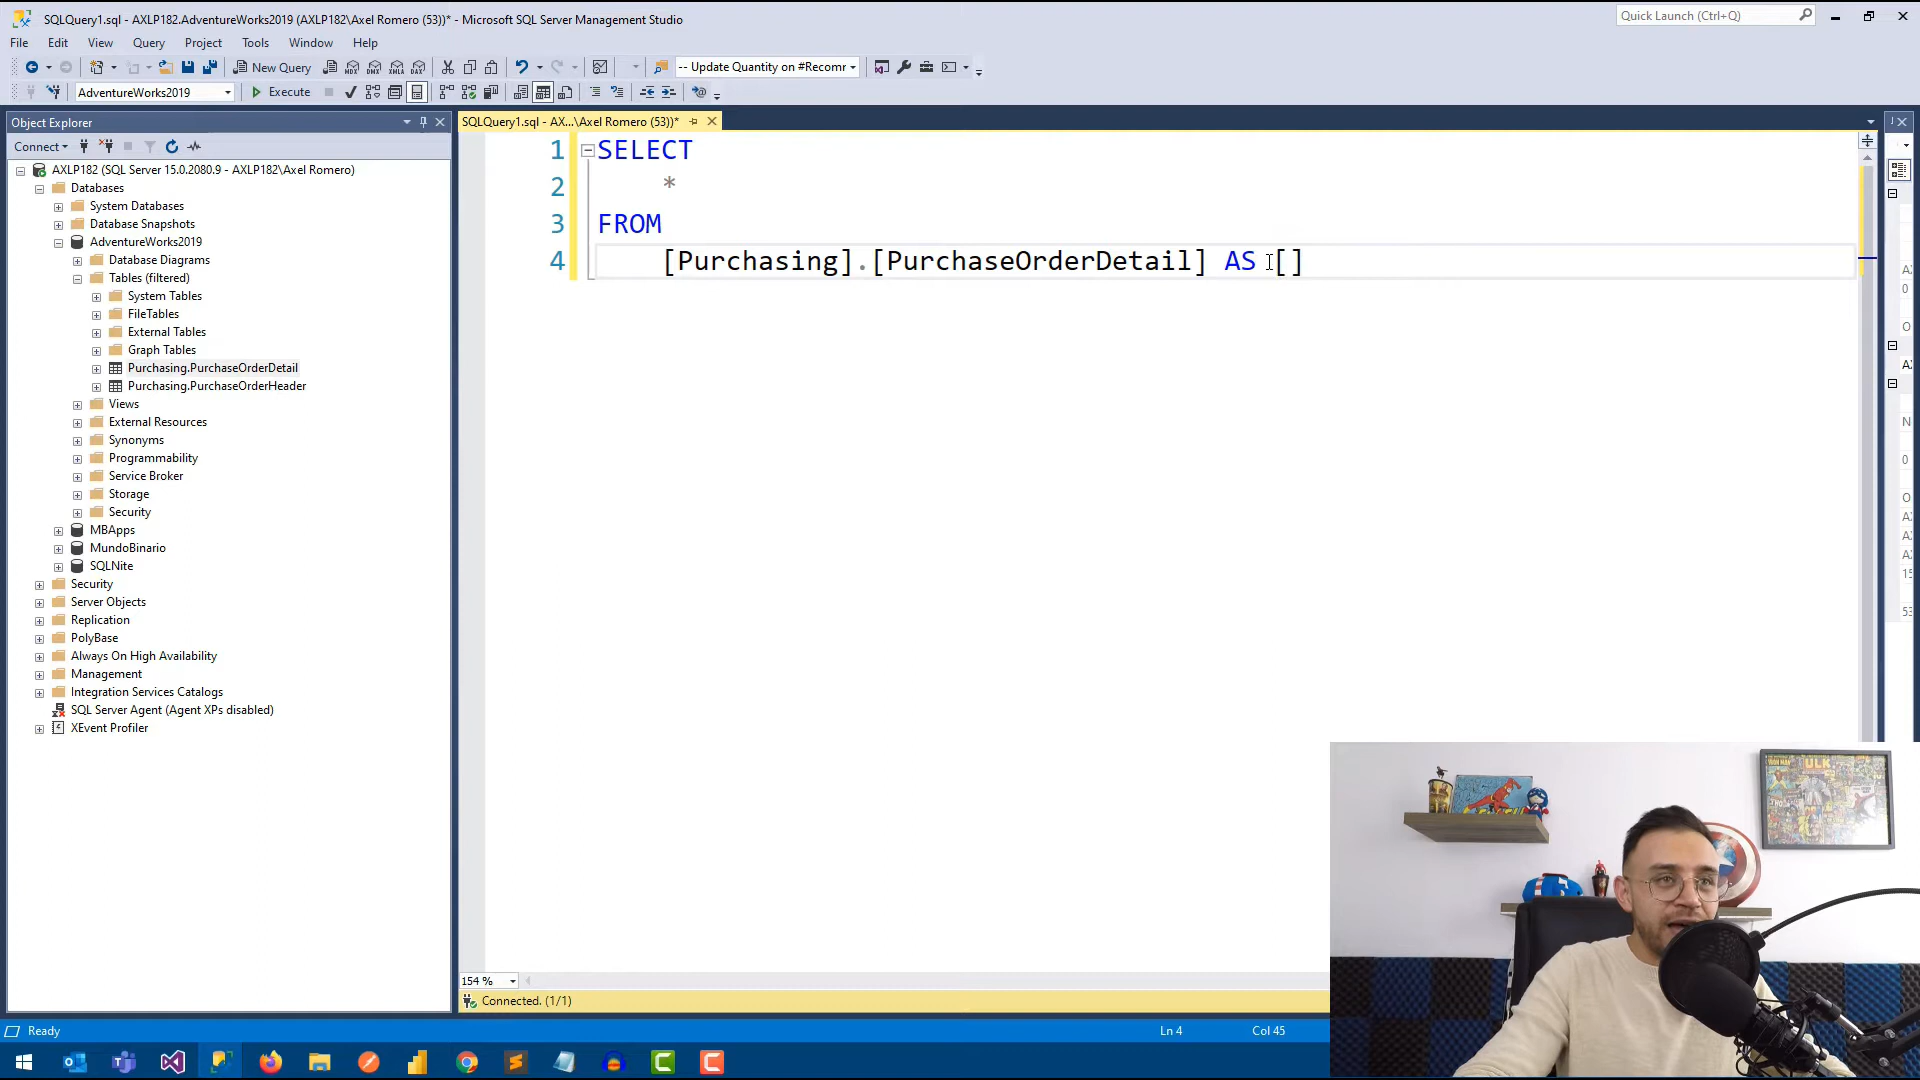 SQLQuery1.sql - AXLP182.AdventureWorks2019 (AXLP182\Axel Romero (53))* - Microsoft SQL Server Management Studio
Quick Launch (Ctrl+Q)
File Edit View Query Project Tools Window Help
New Query
-- Update Quantity on #Recomr
AdventureWorks2019
Execute
Object Explorer
SQLQuery1.sql - AX...\Axel Romero (53))*
Connect
AXLP182 (SQL Server 15.0.2080.9 - AXLP182\Axel Romero)
Databases
System Databases
Database Snapshots
AdventureWorks2019
Database Diagrams
Tables (filtered)
System Tables
FileTables
External Tables
Graph Tables
Purchasing.PurchaseOrderDetail
Purchasing.PurchaseOrderHeader
Views
External Resources
Synonyms
Programmability
Service Broker
Storage
Security
MBApps
MundoBinario
SQLNite
Security
Server Objects
Replication
PolyBase
Always On High Availability
Management
Integration Services Catalogs
SQL Server Agent (Agent XPs disabled)
XEvent Profiler
1 SELECT
2 *
3 FROM
4 [Purchasing].[PurchaseOrderDetail] AS []
154 %
Connected. (1/1)
Ready
Ln 4
Col 45